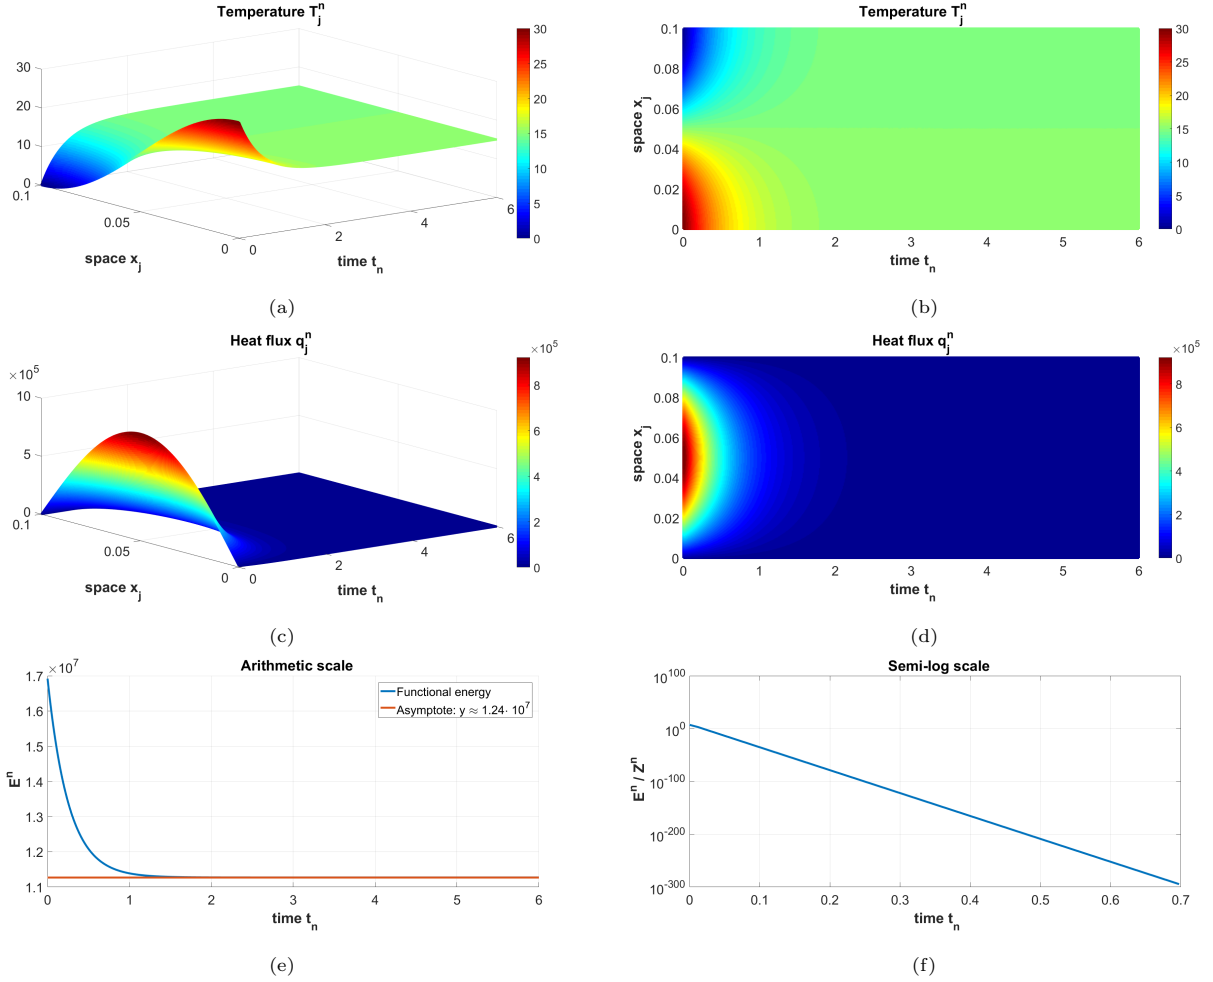 Temperature T_j^n
30
20
10
0
0.1
0.05
0
space x_j
0
2
4
6
time t_n
30
25
20
15
10
5
0
(a)
Temperature T_j^n
0.1
0.08
0.06
0.04
0.02
0
space x_j
0 1 2 3 4 5 6
time t_n
30
25
20
15
10
5
0
(b)
Heat flux q_j^n
×10^5
10
5
0
0.1
0.05
0
space x_j
0
2
4
6
time t_n
×10^5
8
6
4
2
0
(c)
Heat flux q_j^n
0.1
0.08
0.06
0.04
0.02
0
space x_j
0 1 2 3 4 5 6
time t_n
×10^5
8
6
4
2
0
(d)
Arithmetic scale
×10^7
1.7
1.6
1.5
1.4
1.3
1.2
1.1
E^n
Functional energy
Asymptote: y ≈ 1.24· 10^7
0 1 2 3 4 5 6
time t_n
(e)
Semi-log scale
10^100
10^0
10^-100
10^-200
10^-300
E^n / Z^n
0 0.1 0.2 0.3 0.4 0.5 0.6 0.7
time t_n
(f)